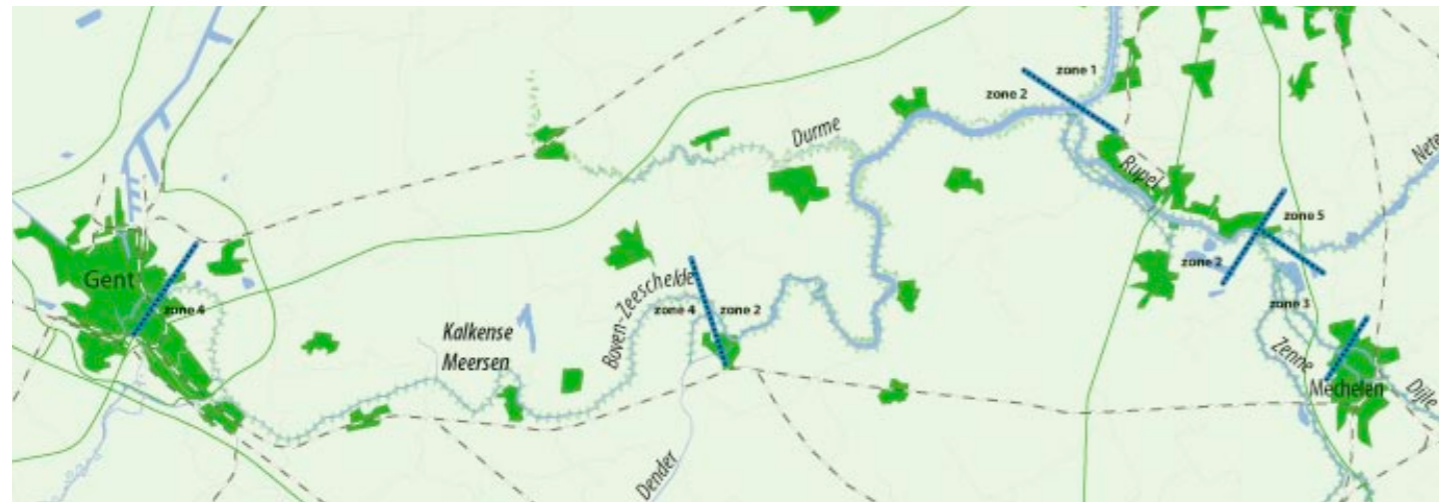 zone 1
zone 2
Durme
Nete
Rupel
zone 5
zone 2
Gent
zone 4
Boven-Zeeschelde
zone 4
zone 2
zone 3
Kalkense
Meersen
Zenne
Mechelen
Dijle
Dender